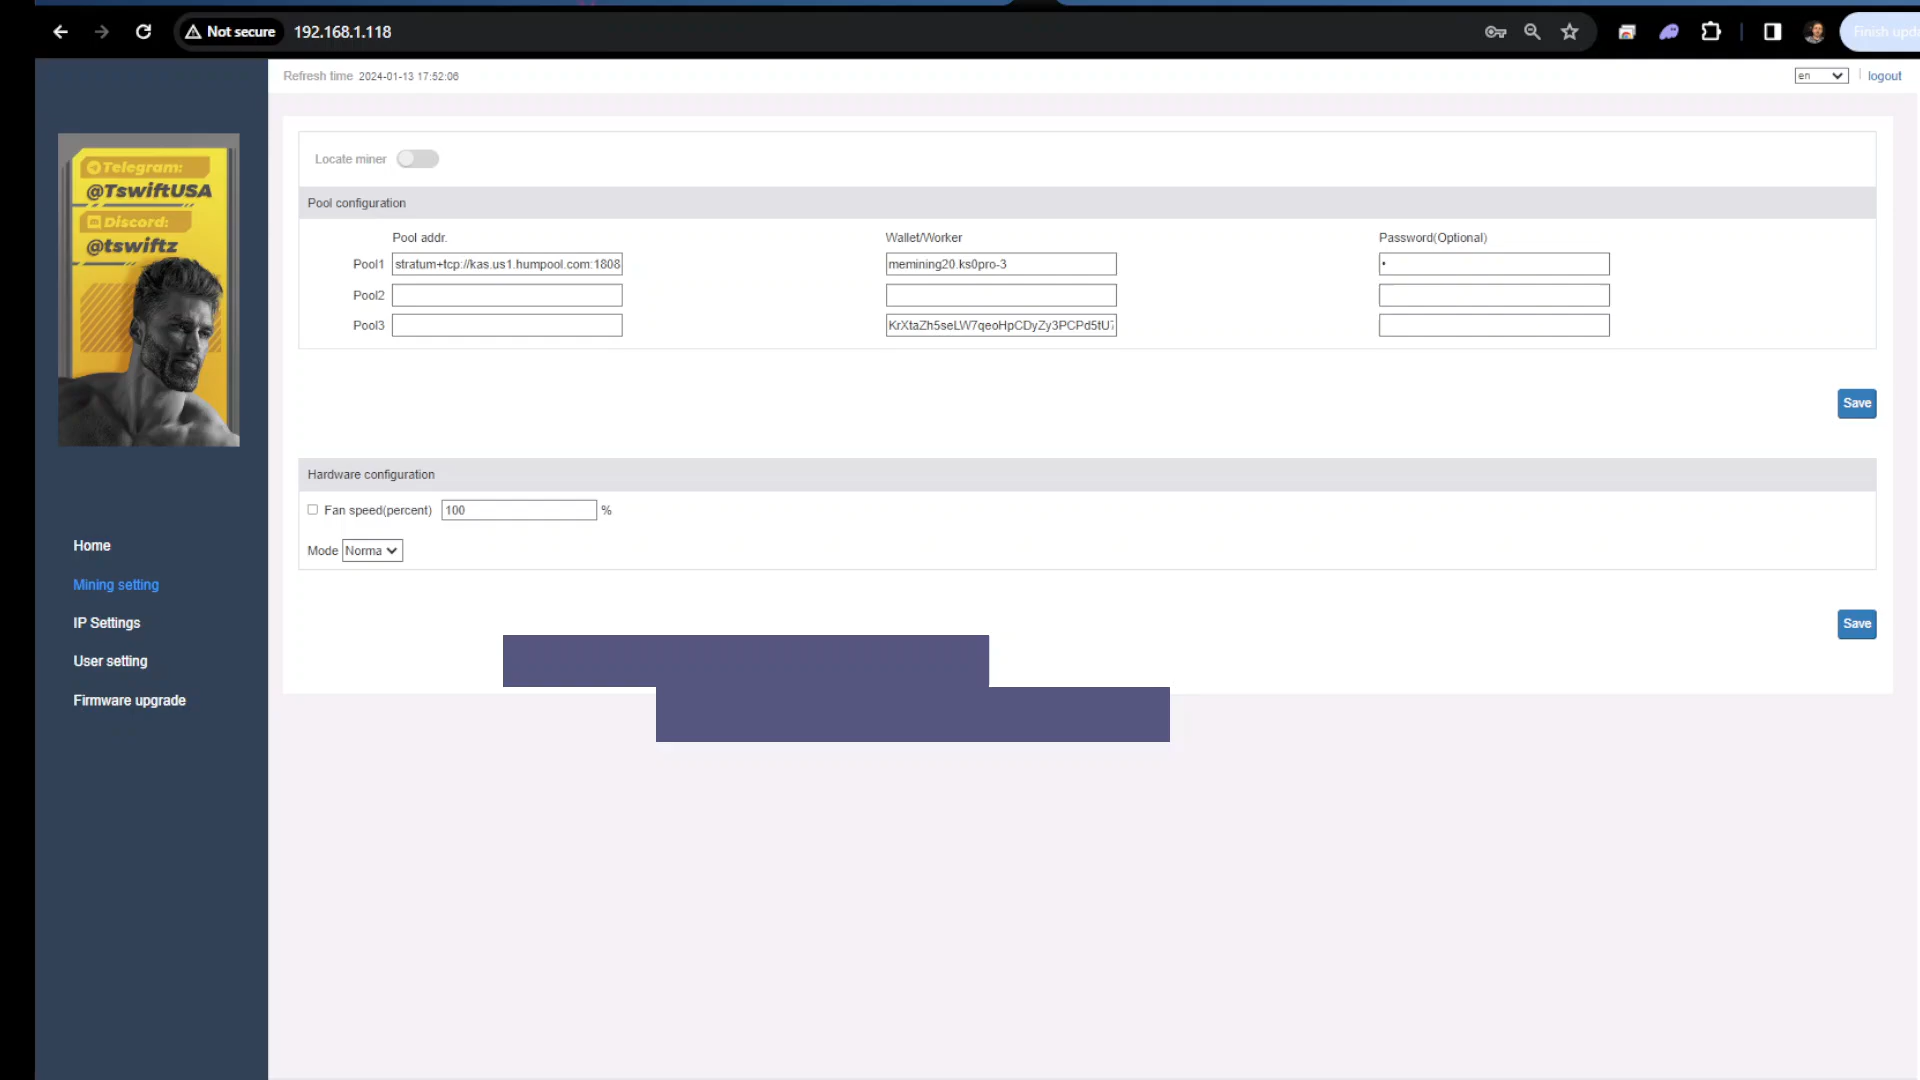 Not secure 192.168.1.118
Finish upd
Refresh time 2024-01-13 17:52:06
en
logout
Telegram:
@TswiftUSA
Discord:
@tswiftz
Locate miner
Pool configuration
Pool addr. Wallet/Worker Password(Optional)
Pool1 stratum+tcp://kas.us1.humpool.com:1808 memining20.ks0pro-3 •
Pool2
Pool3 KrXtaZh5seLW7qeoHpCDyZy3PCPd5tU7
Save
Hardware configuration
Fan speed(percent) 100 %
Mode Norma
Save
Home
Mining setting
IP Settings
User setting
Firmware upgrade